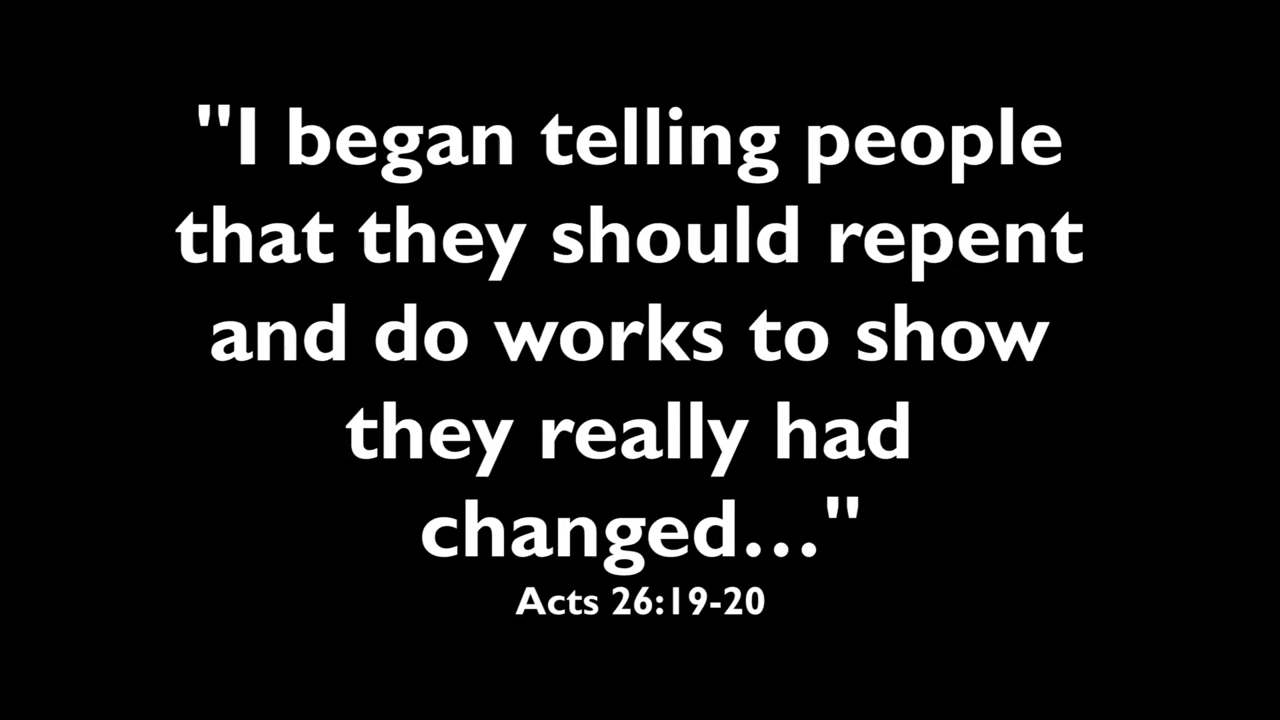 "I began telling people
that they should repent
and do works to show
they really had
changed…"
Acts 26:19-20